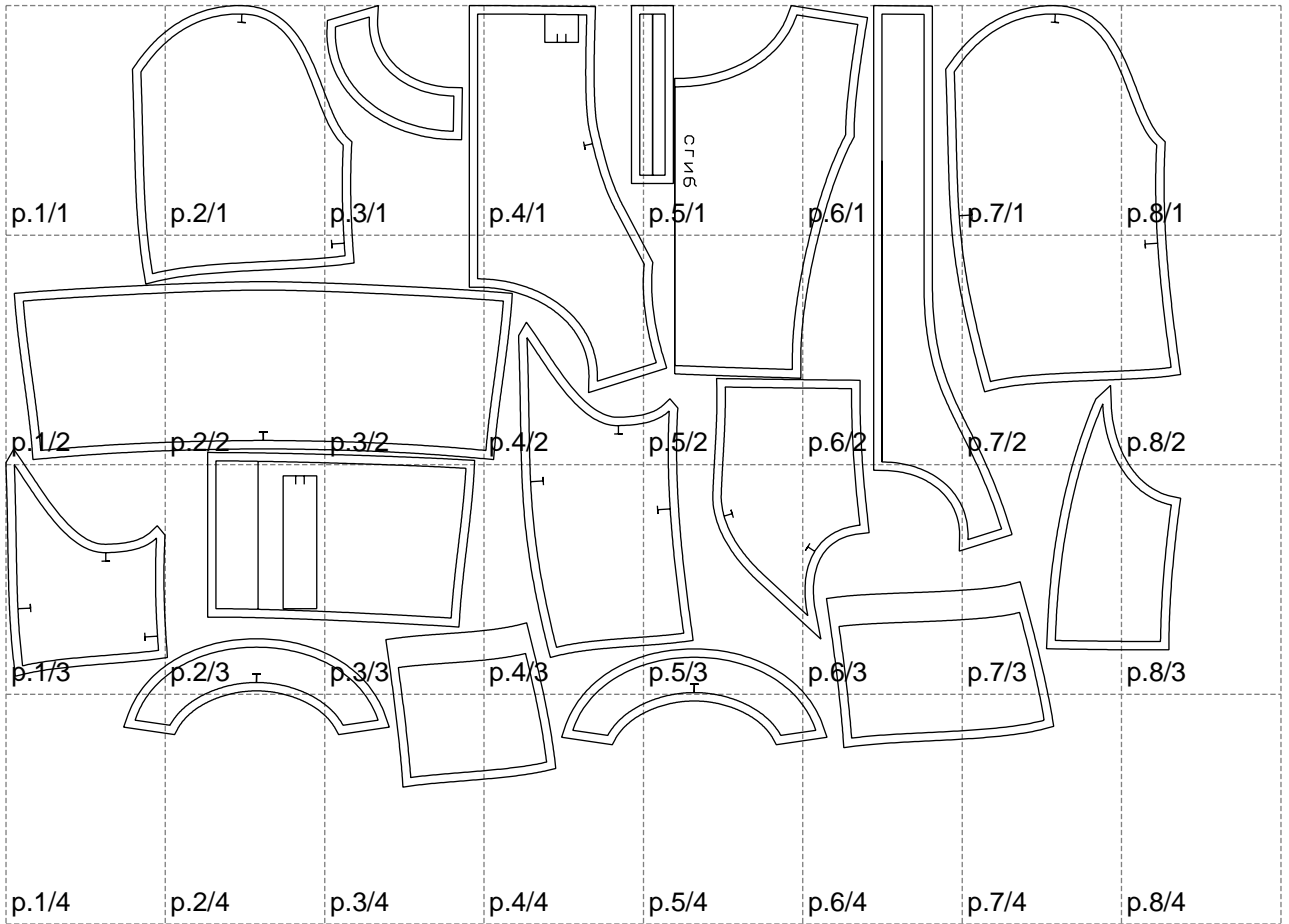 сгиб
p.1/1 p.2/1 p.3/1 p.4/1 p.5/1 p.6/1 p.7/1 p.8/1
p.1/2 p.2/2 p.3/2 p.4/2 p.5/2 p.6/2 p.7/2 p.8/2
p.1/3 p.2/3 p.3/3 p.4/3 p.5/3 p.6/3 p.7/3 p.8/3
p.1/4 p.2/4 p.3/4 p.4/4 p.5/4 p.6/4 p.7/4 p.8/4